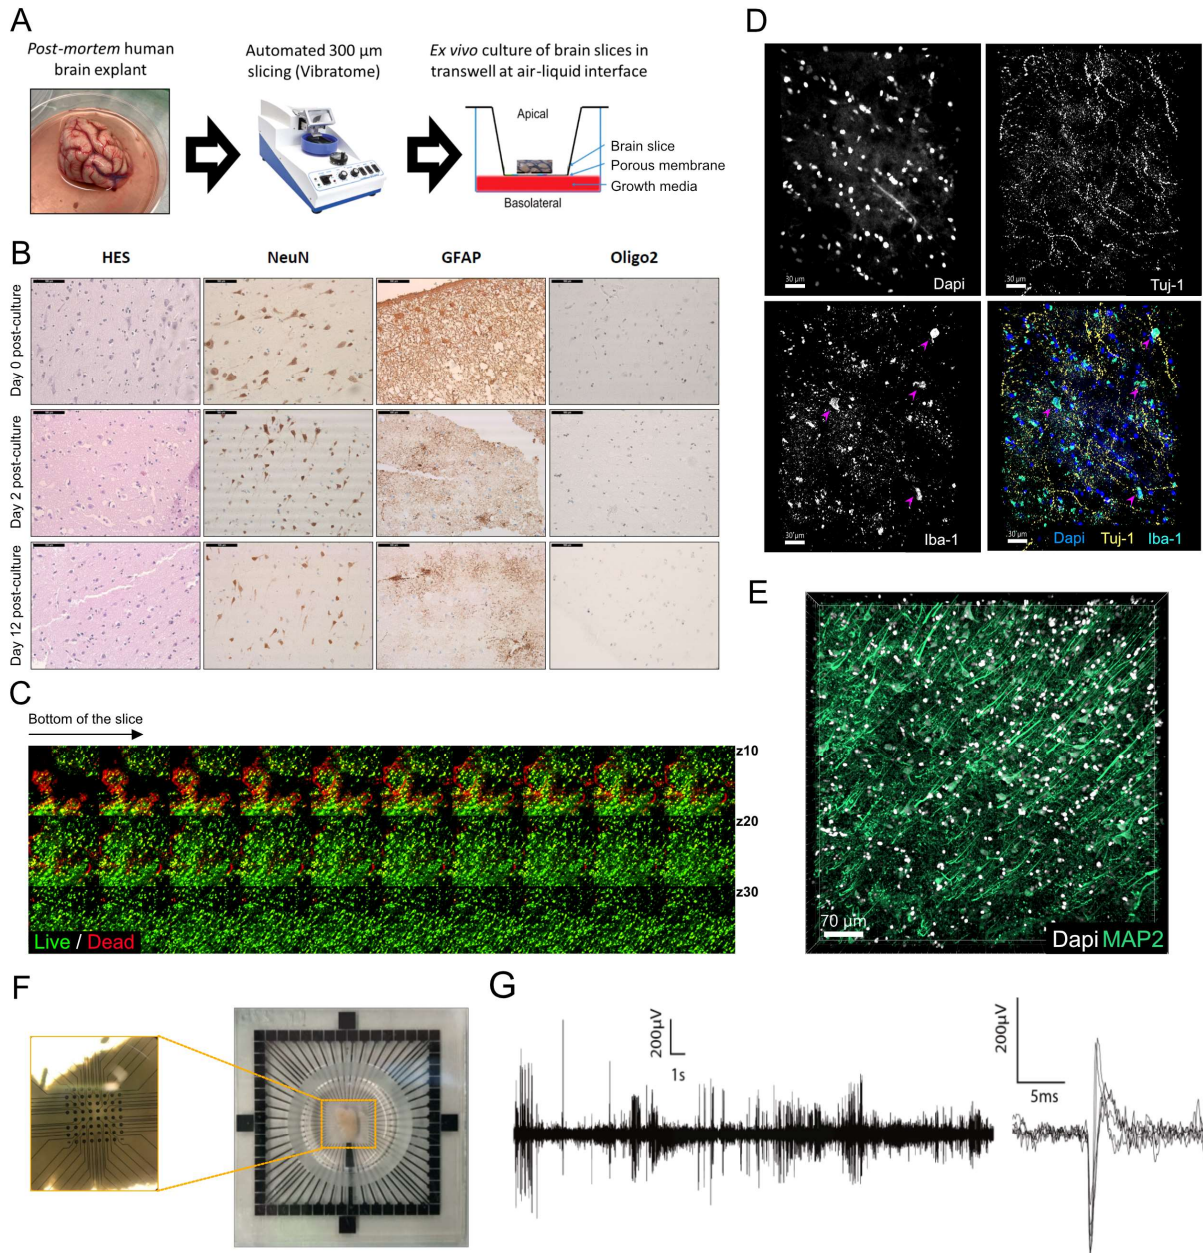 A
Post-mortem human
brain explant
Automated 300 µm
slicing (Vibratome)
Ex vivo culture of brain slices in
transwell at air-liquid interface
Apical
Brain slice
Porous membrane
Growth media
Basolateral
B
HES
NeuN
GFAP
Oligo2
Day 0 post-culture
Day 2 post-culture
Day 12 post-culture
C
Bottom of the slice
z10
z20
z30
Live / Dead
D
30 µm
Dapi
30 µm
Tuj-1
30 µm
Iba-1
30 µm
Dapi Tuj-1 Iba-1
E
70 µm
Dapi MAP2
F
G
200µV
1s
200µV
5ms